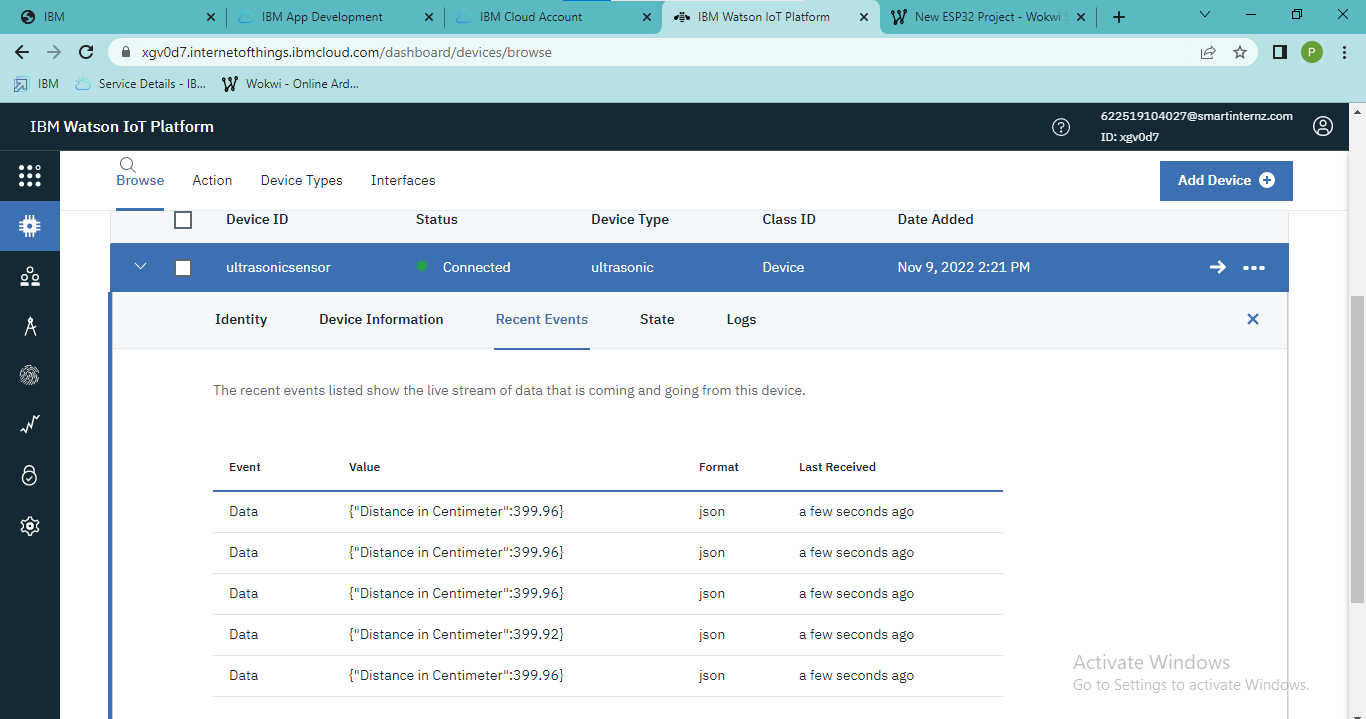 IBM IBM App Development IBM Cloud Account IBM Watson IoT Platform New ESP32 Project - Wokwi S
xgv0d7.internetofthings.ibmcloud.com/dashboard/devices/browse P
IBM Service Details - IB... Wokwi - Online Ard...
IBM Watson IoT Platform
622519104027@smartinternz.com
ID: xgv0d7
Browse Action Device Types Interfaces Add Device
Device ID Status Device Type Class ID Date Added
ultrasonicsensor Connected ultrasonic Device Nov 9, 2022 2:21 PM
Identity Device Information Recent Events State Logs
The recent events listed show the live stream of data that is coming and going from this device.
Event Value Format Last Received
Data {"Distance in Centimeter":399.96} json a few seconds ago
Data {"Distance in Centimeter":399.96} json a few seconds ago
Data {"Distance in Centimeter":399.96} json a few seconds ago
Data {"Distance in Centimeter":399.92} json a few seconds ago
Data {"Distance in Centimeter":399.96} json a few seconds ago
Activate Windows
Go to Settings to activate Windows.